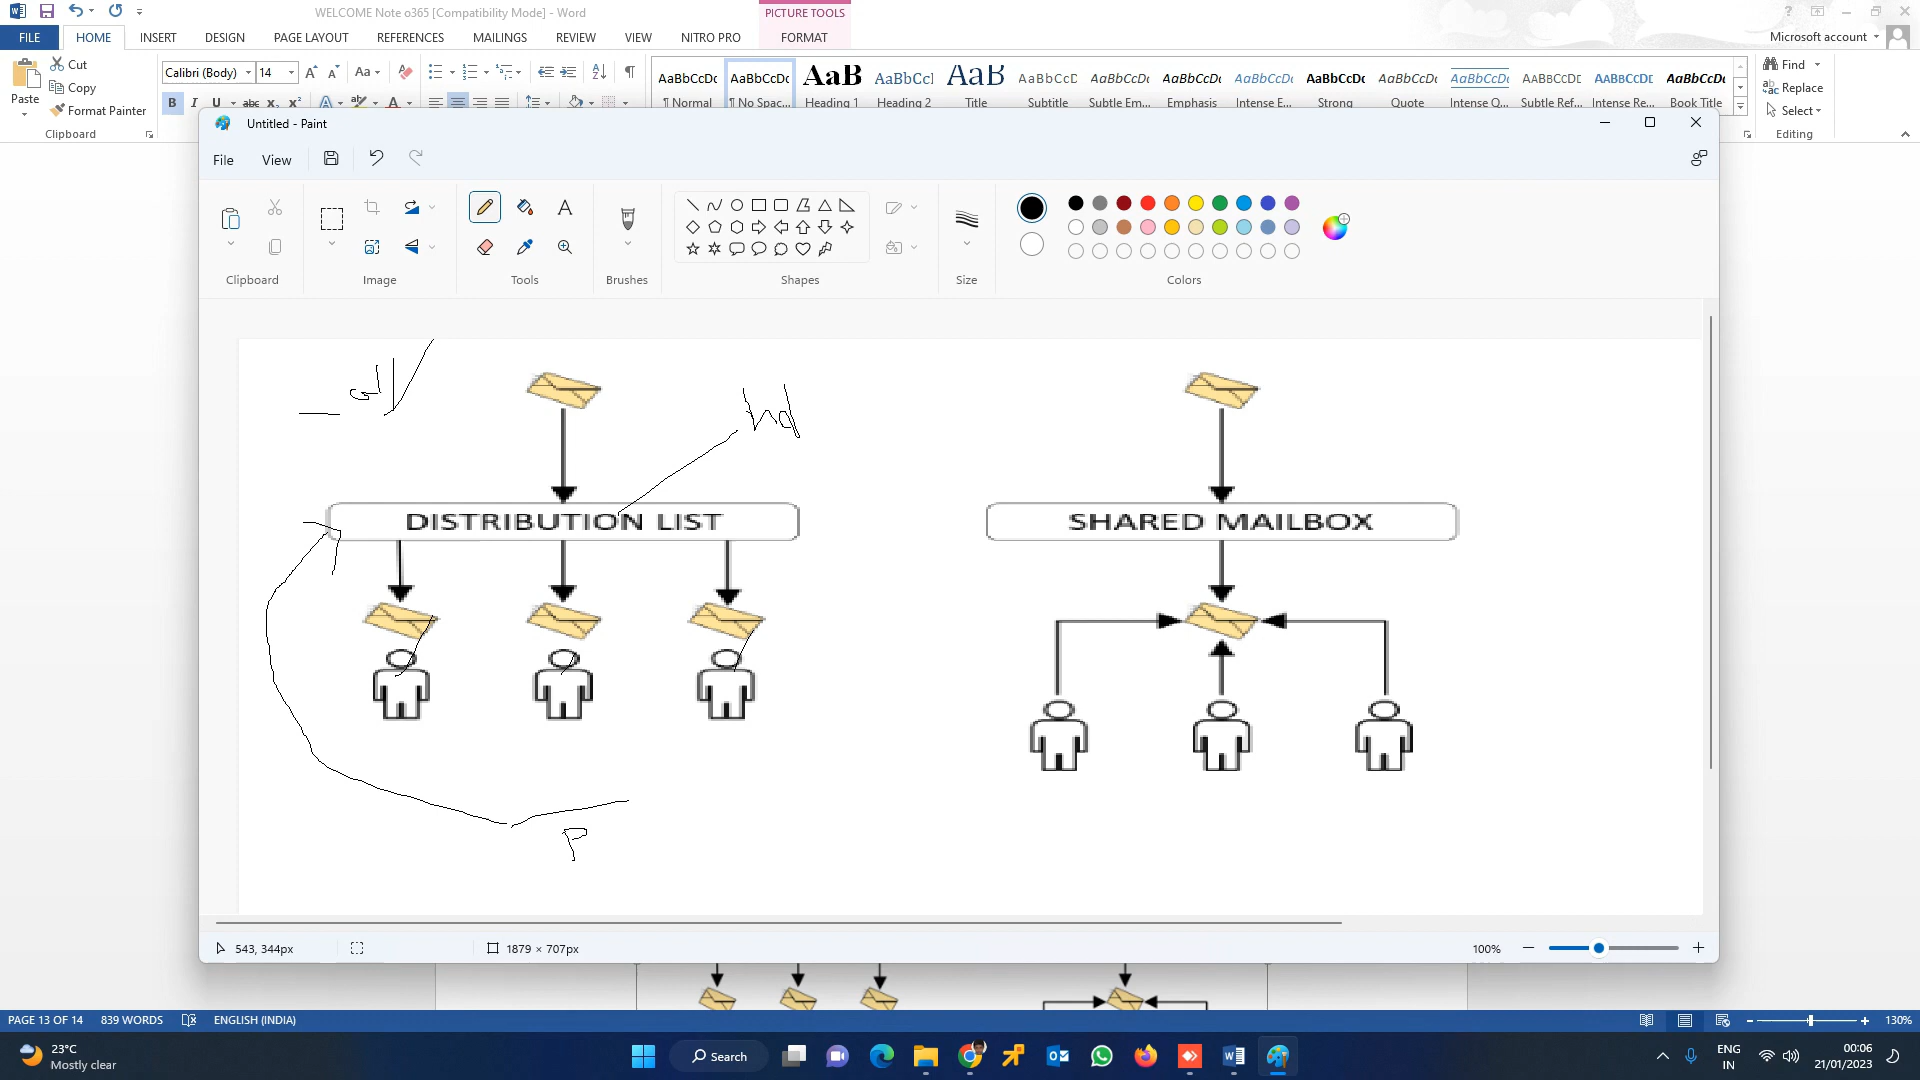 WELCOME Note o365 [Compatibility Mode] - Word
PICTURE TOOLS
FILE HOME INSERT DESIGN PAGE LAYOUT REFERENCES MAILINGS REVIEW VIEW NITRO PRO FORMAT
Microsoft account
Paste
Cut
Copy
Format Painter
Clipboard
Calibri (Body) 14
B I U abc
AaBbCcDc ¶ Normal
AaBbCcDc ¶ No Spac...
AaB Heading 1
AaBbCcI Heading 2
AaB Title
AaBbCcD Subtitle
AaBbCcDc Subtle Em...
AaBbCcDc Emphasis
AaBbCcDc Intense E...
AaBbCcDc Strong
AaBbCcDc Quote
AaBbCcDc Intense Q...
AABBCCDE Subtle Ref...
AABBCCDE Intense Re...
AaBbCcDt Book Title
Find
Replace
Select
Editing
Untitled - Paint
File View
Clipboard Image Tools Brushes Shapes Size Colors
all
DISTRIBUTION LIST
SHARED MAILBOX
P
543, 344px
1879 × 707px
100%
PAGE 13 OF 14 839 WORDS ENGLISH (INDIA)
130%
23°C
Mostly clear
Search
ENG
IN
00:06
21/01/2023